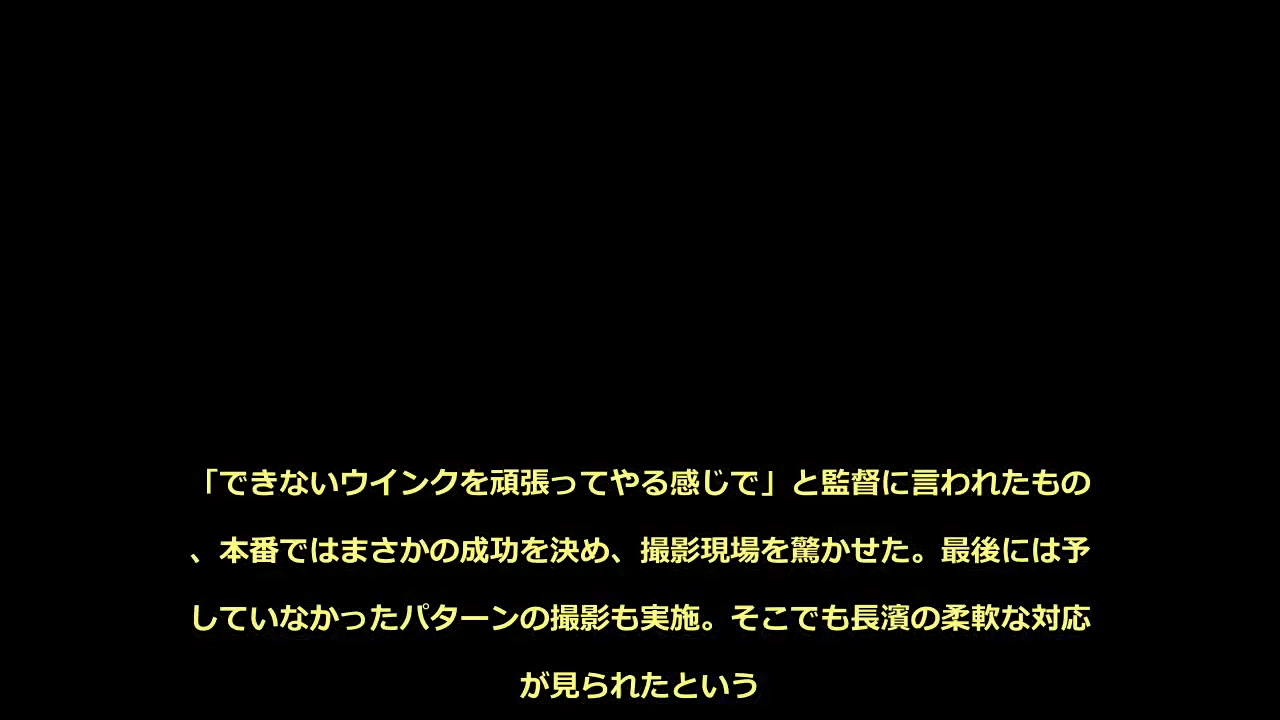 「できないウインクを頑張ってやる感じで」と監督に言われたもの
、本番ではまさかの成功を決め、撮影現場を驚かせた。最後には予
していなかったパターンの撮影も実施。そこでも長濱の柔軟な対応
が見られたという